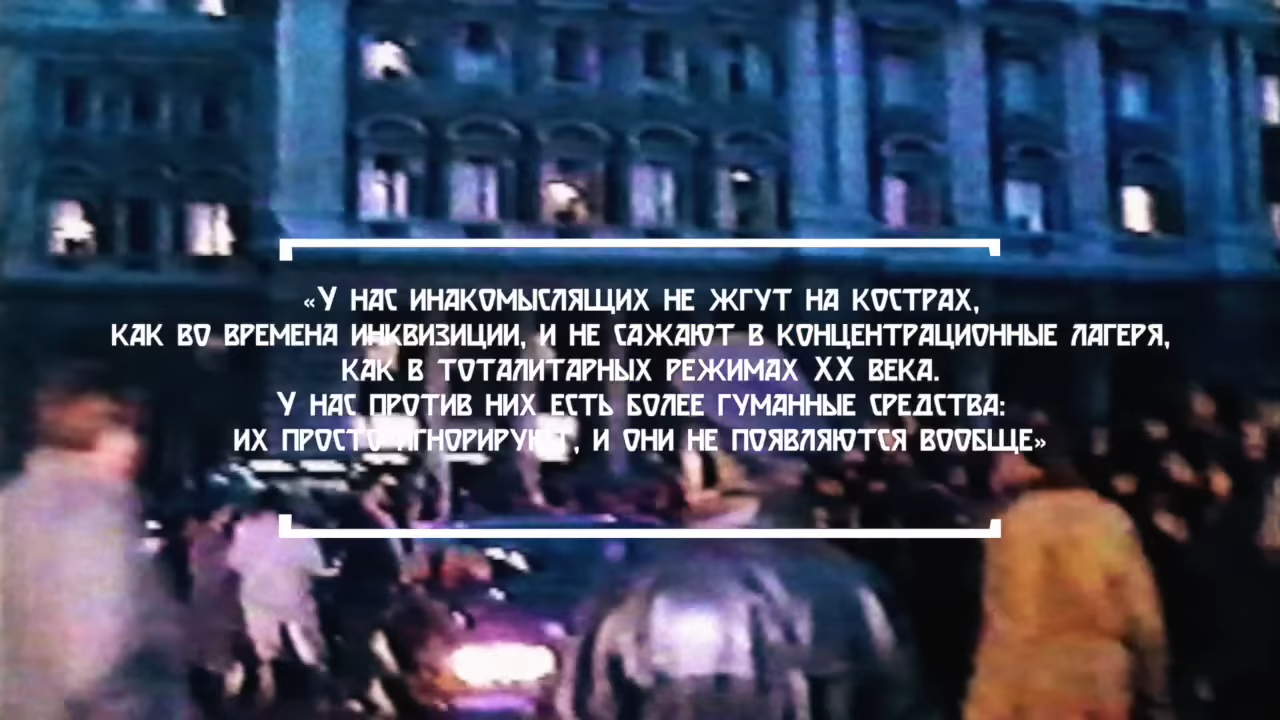 «У НАС ИНАКОМЫСЛЯЩИХ НЕ ЖГУТ НА КОСТРАХ,
КАК ВО ВРЕМЕНА ИНКВИЗИЦИИ, И НЕ САЖАЮТ В КОНЦЕНТРАЦИОННЫЕ ЛАГЕРЯ,
КАК В ТОТАЛИТАРНЫХ РЕЖИМАХ XX ВЕКА.
У НАС ПРОТИВ НИХ ЕСТЬ БОЛЕЕ ГУМАННЫЕ СРЕДСТВА:
ИХ ПРОСТО ИГНОРИРУЮТ, И ОНИ НЕ ПОЯВЛЯЮТСЯ ВООБЩЕ»